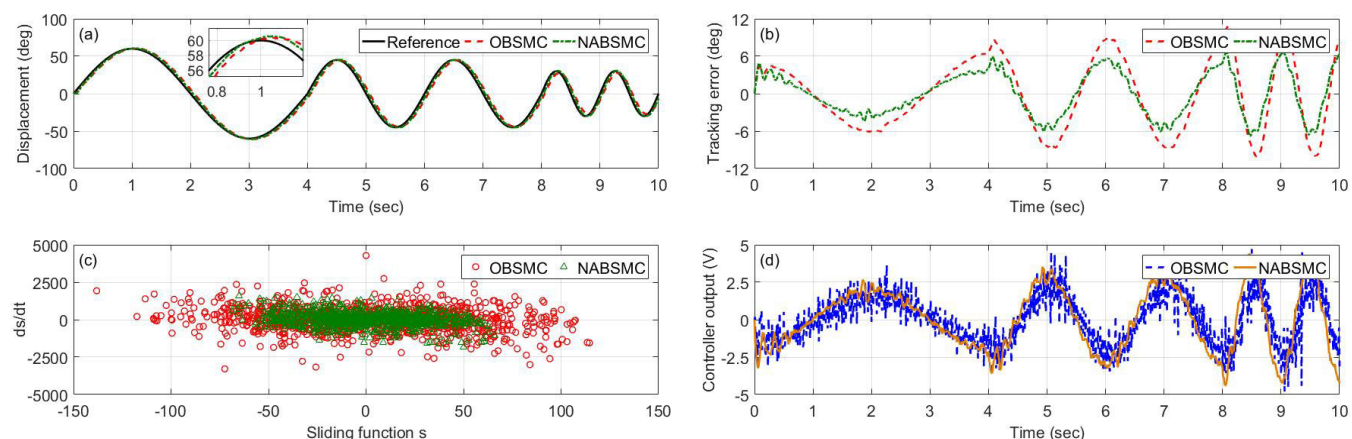 (a)
Reference OBSMC NABSMC
100
50
0
-50
-100
Displacement (deg)
60
58
56
0.8 1
0 1 2 3 4 5 6 7 8 9 10
Time (sec)
(b)
OBSMC NABSMC
12
6
0
-6
-12
Tracking error (deg)
0 1 2 3 4 5 6 7 8 9 10
Time (sec)
(c)
OBSMC NABSMC
5000
2500
0
-2500
-5000
ds/dt
-150 -100 -50 0 50 100 150
Sliding function s
(d)
OBSMC NABSMC
5
2.5
0
-2.5
-5
Controller output (V)
0 1 2 3 4 5 6 7 8 9 10
Time (sec)